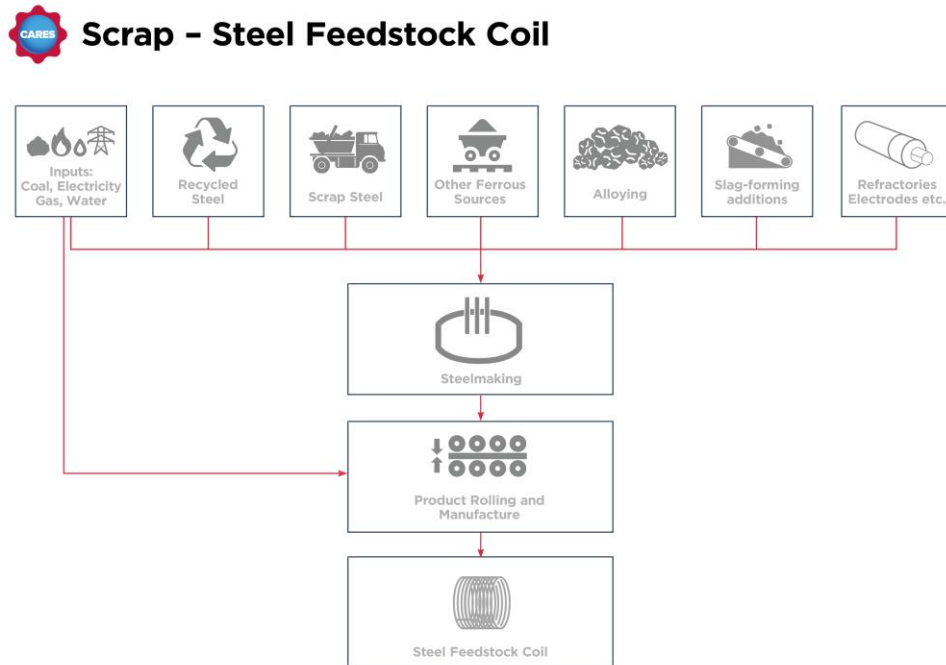 CARES
Scrap – Steel Feedstock Coil
Inputs:
Coal, Electricity
Gas, Water
Recycled
Steel
Scrap Steel
Other Ferrous
Sources
Alloying
Slag-forming
additions
Refractories
Electrodes etc.
Steelmaking
Product Rolling and
Manufacture
Steel Feedstock Coil